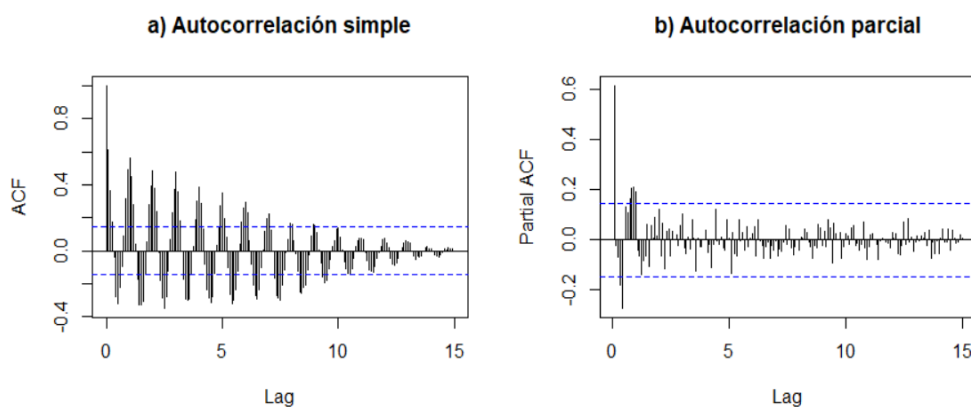 a) Autocorrelación simple
ACF
0.8
0.4
0.0
-0.4
0
5
10
15
Lag
b) Autocorrelación parcial
Partial ACF
0.6
0.4
0.2
0.0
-0.2
0
5
10
15
Lag